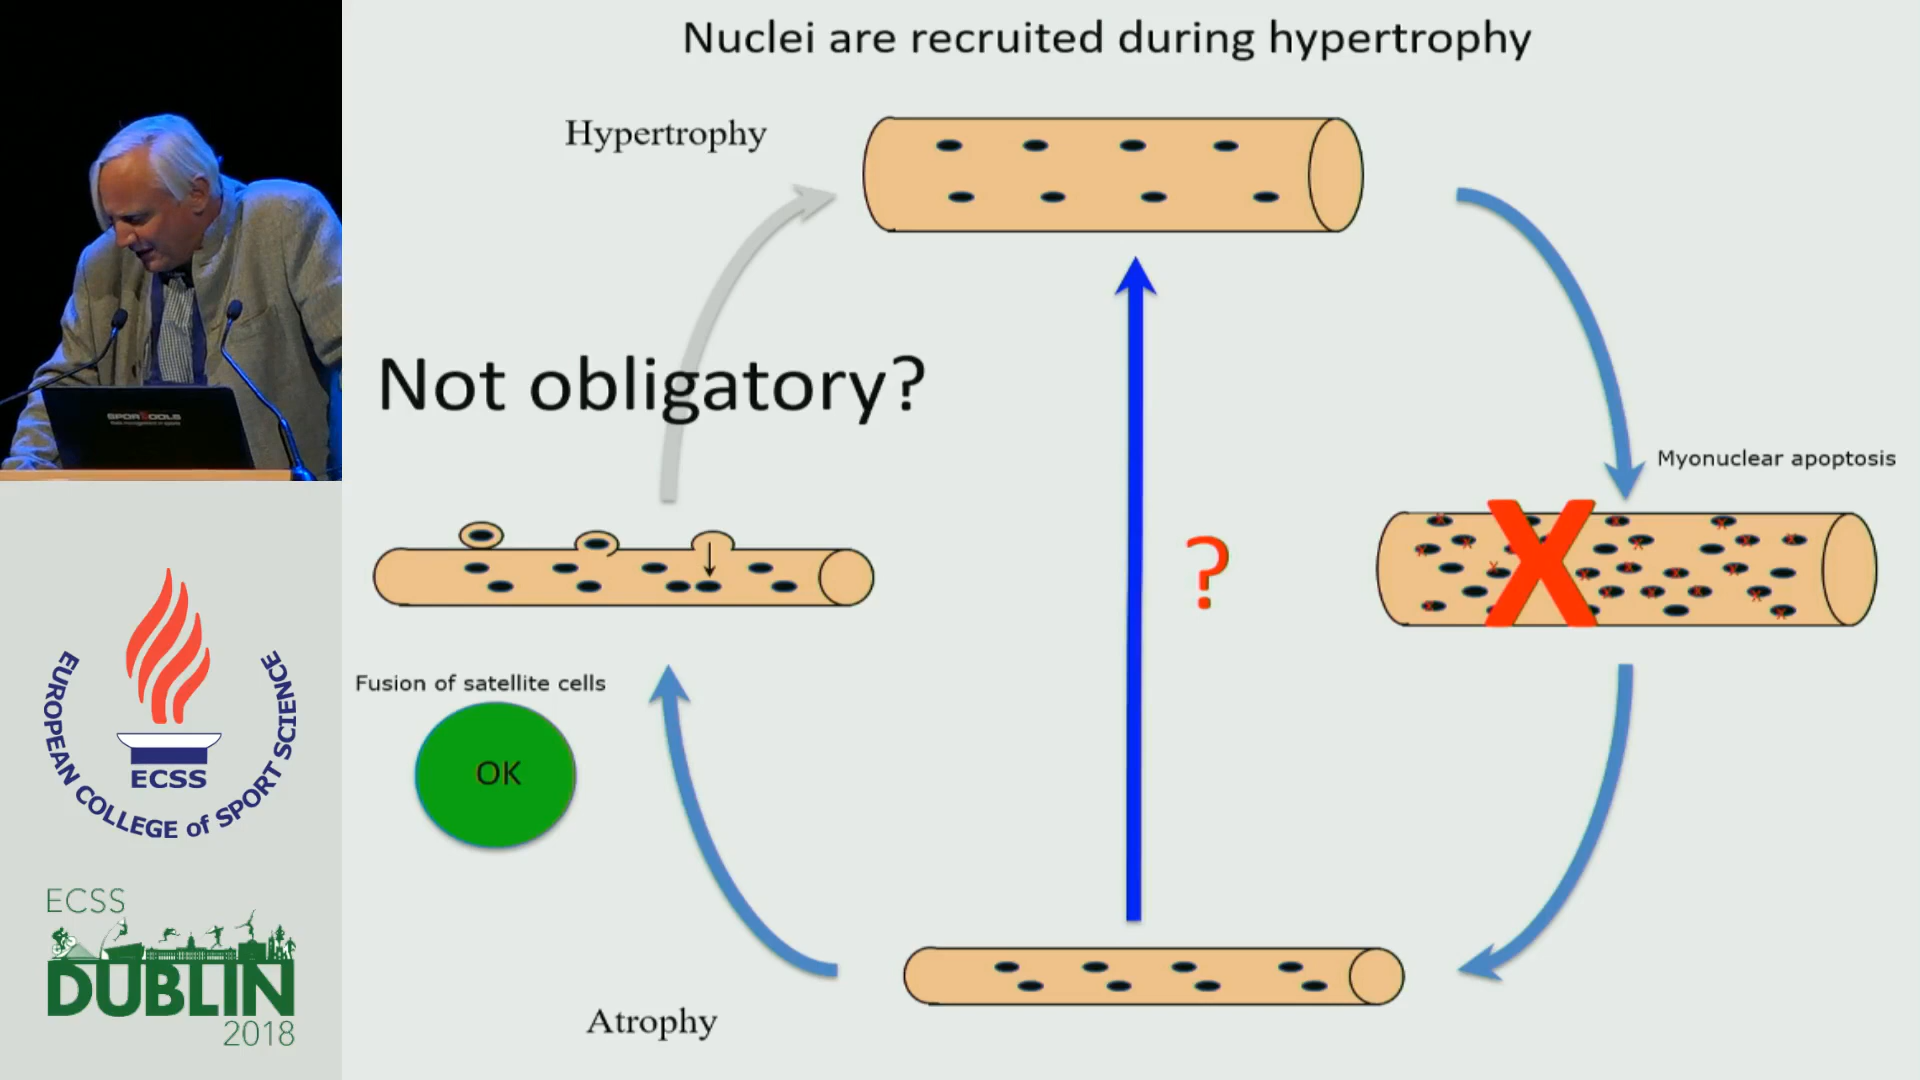 Nuclei are recruited during hypertrophy
Hypertrophy
Not obligatory?
Myonuclear apoptosis
X
?
Fusion of satellite cells
OK
Atrophy
EUROPEAN COLLEGE of SPORT SCIENCE
ECSS
ECSS
DUBLIN
2018